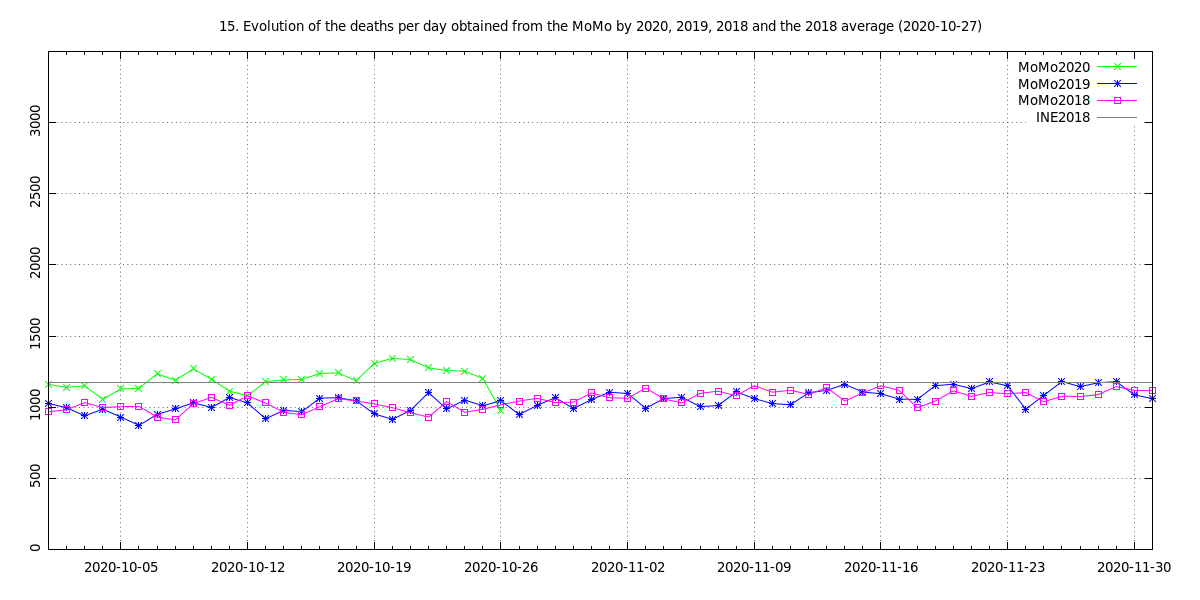 15. Evolution of the deaths per day obtained from the MoMo by 2020, 2019, 2018 and the 2018 average (2020-10-27)
MoMo2020
MoMo2019
MoMo2018
INE2018
3000
2500
2000
1500
1000
500
0
2020-10-05 2020-10-12 2020-10-19 2020-10-26 2020-11-02 2020-11-09 2020-11-16 2020-11-23 2020-11-30